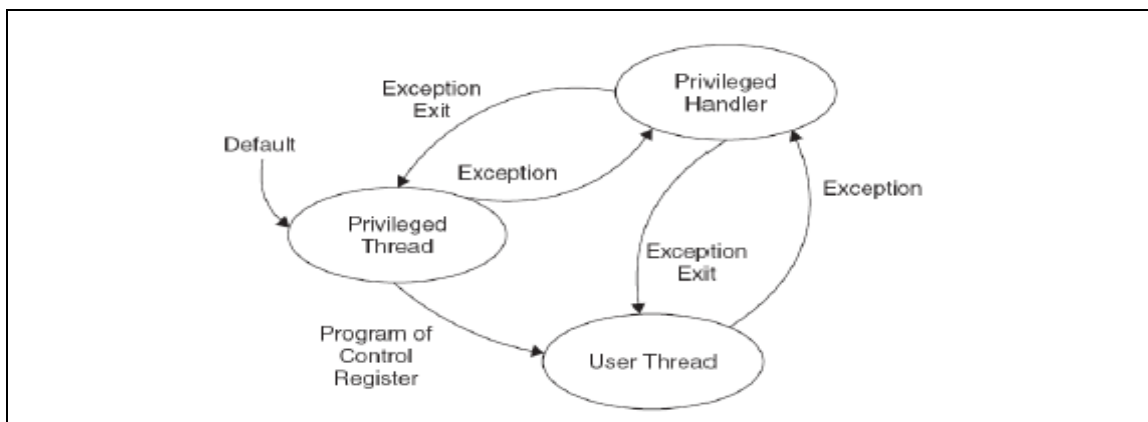 Privileged
Handler
Exception
Exit
Default
Exception
Exception
Privileged
Thread
Exception
Exit
Program of
Control
Register
User Thread